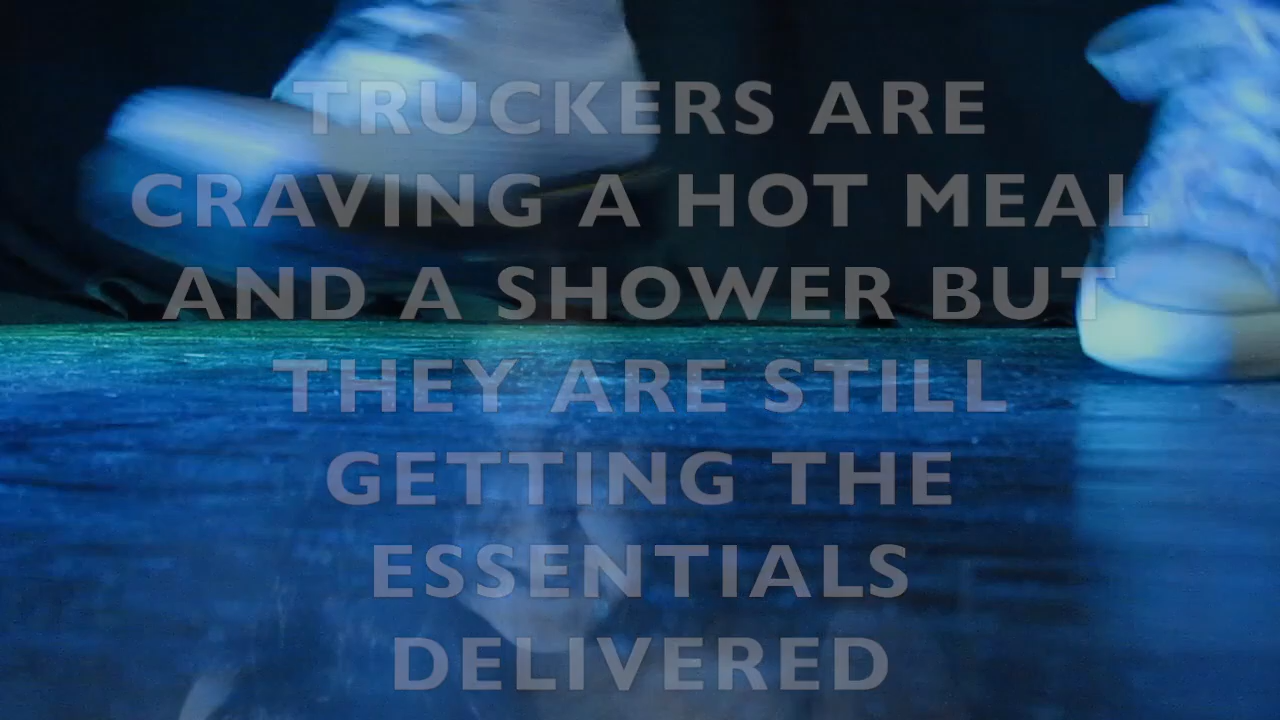 TRUCKERS ARE
CRAVING A HOT MEAL
AND A SHOWER BUT
THEY ARE STILL
GETTING THE
ESSENTIALS
DELIVERED